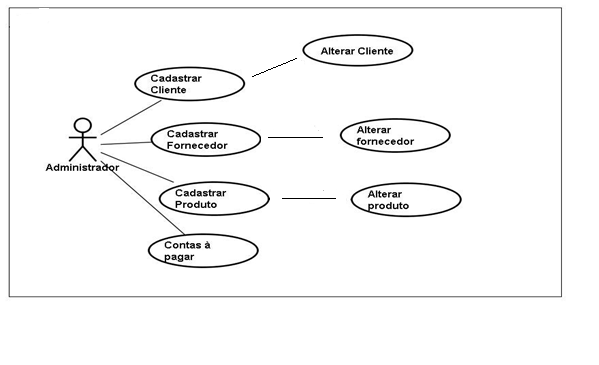 Alterar Cliente
Cadastrar
Cliente
Cadastrar
Fornecedor
Alterar
fornecedor
Administrador
Cadastrar
Produto
Alterar
produto
Contas à
pagar